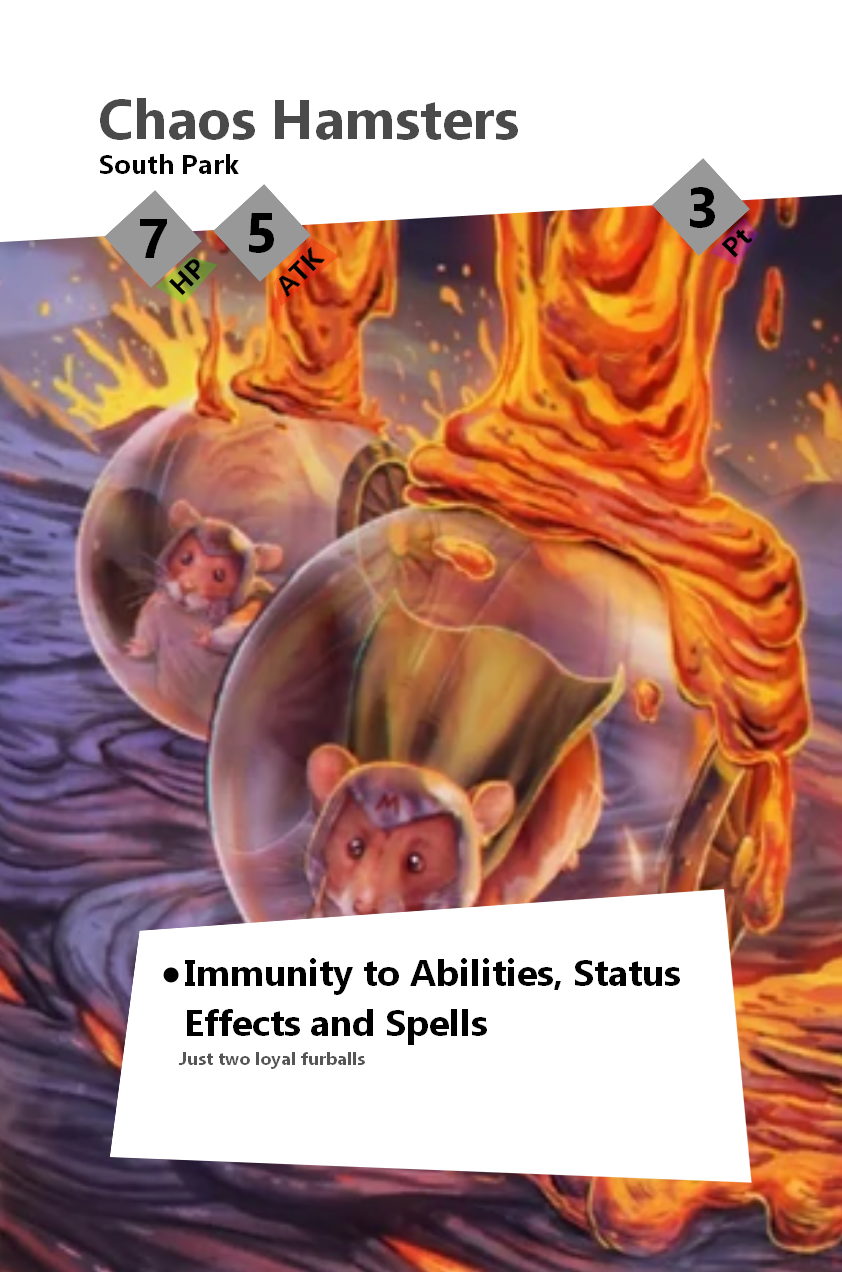 Chaos Hamsters
South Park
7 HP
5 ATK
3 Pt
M
•Immunity to Abilities, Status
Effects and Spells
Just two loyal furballs